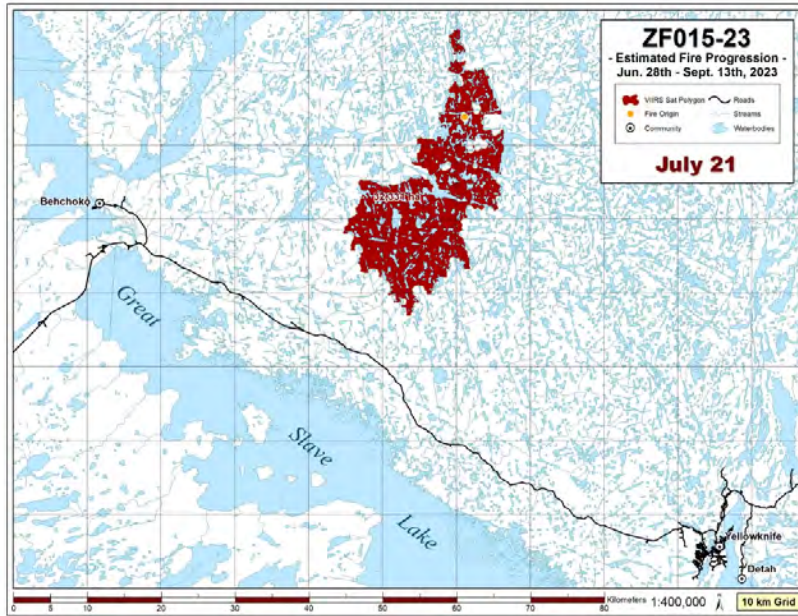 ZF015-23
- Estimated Fire Progression -
Jun. 28th - Sept. 13th, 2023
VIIRS Sat Polygon
Roads
Fire Origin
Streams
Community
Waterbodies
July 21
Behchoko
Great
Slave
Lake
Yellowknife
Detah
0 5 10 20 30 40 50 60 70 80
Kilometers
1:400,000
10 km Grid